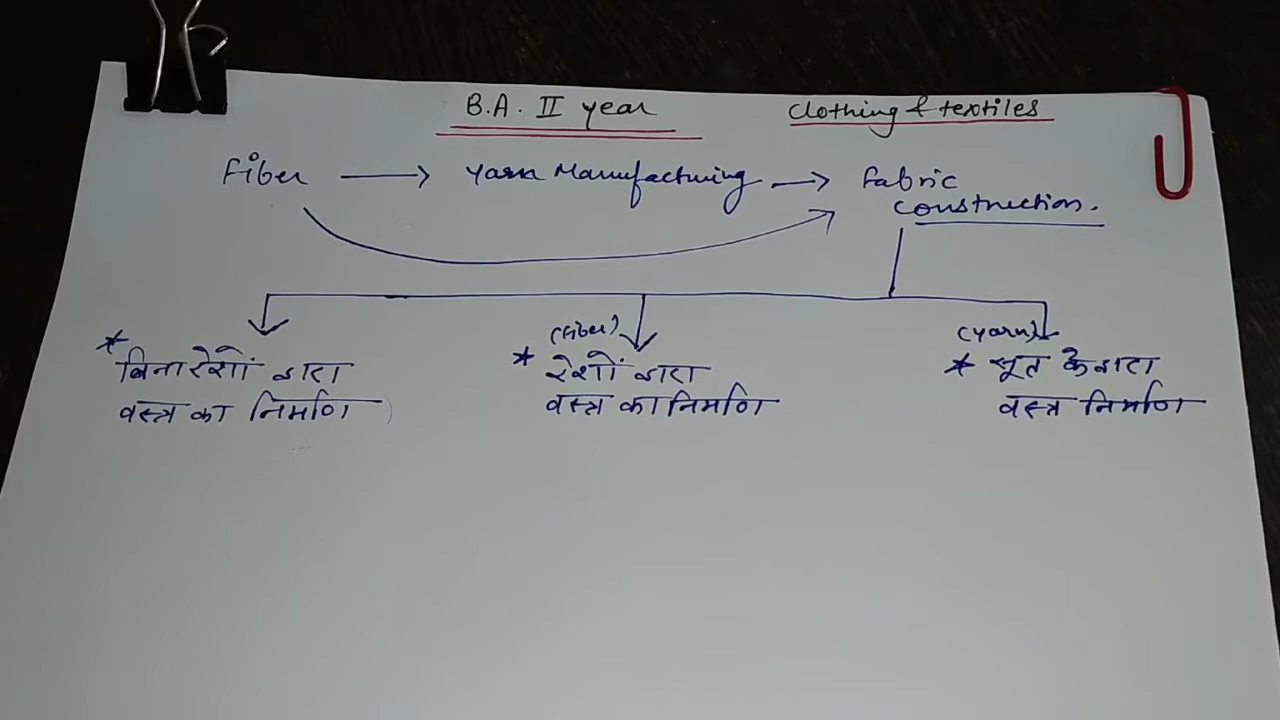 B.A. II year
Clothing & textiles
Fiber → Yarn Manufacturing → Fabric
construction.
* बिना रेशों द्वारा
वस्त्र का निर्माण
(Fiber)
* रेशों द्वारा
वस्त्र का निर्माण
(Yarn)
* सूत के द्वारा
वस्त्र निर्माण